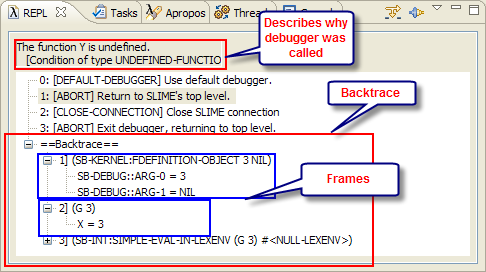 REPL Tasks Apropos
Describes why
debugger was
called
The function Y is undefined.
[Condition of type UNDEFINED-FUNCTIO
0: [DEFAULT-DEBUGGER] Use default debugger.
1: [ABORT] Return to SLIME's top level.
2: [CLOSE-CONNECTION] Close SLIME connection
3: [ABORT] Exit debugger, returning to top level.
Backtrace
==Backtrace==
1] (SB-KERNEL:FDEFINITION-OBJECT 3 NIL)
SB-DEBUG::ARG-0 = 3
SB-DEBUG::ARG-1 = NIL
Frames
2] (G 3)
X = 3
3] (SB-INT:SIMPLE-EVAL-IN-LEXENV (G 3) #<NULL-LEXENV>)